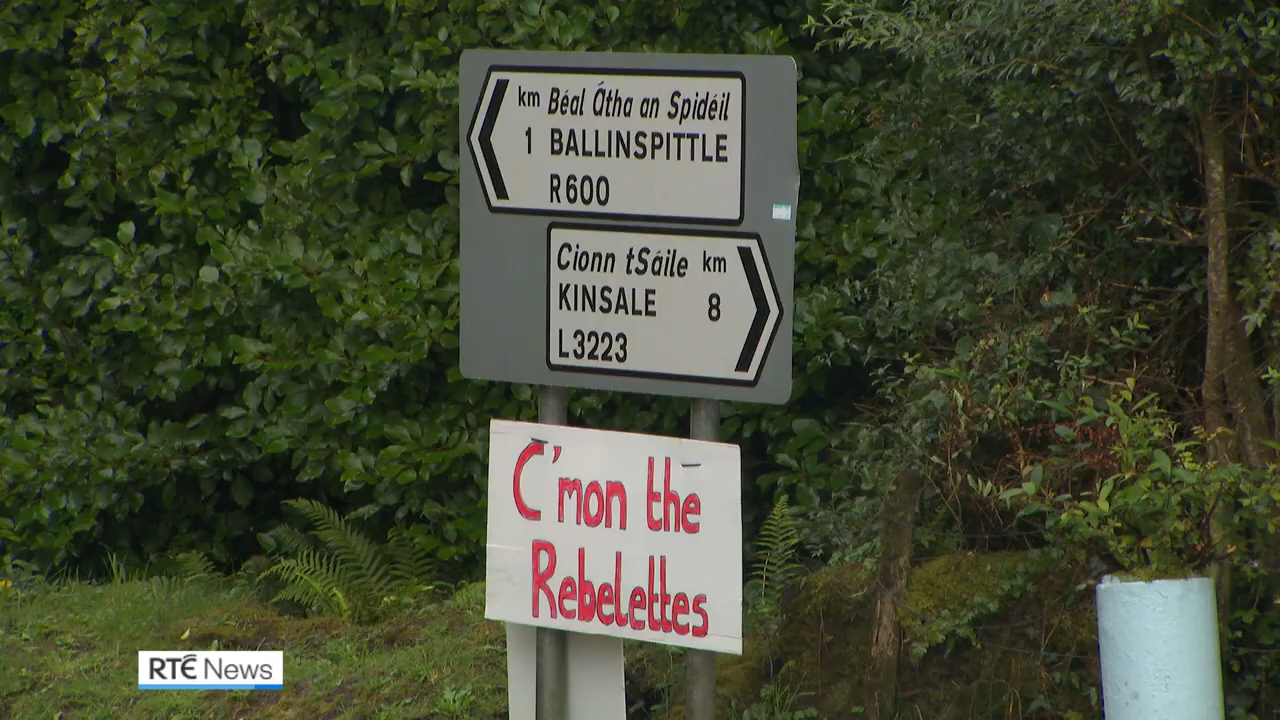 km Béal Átha an Spidéil
1 BALLINSPITTLE
R600
Cionn tSáile km
KINSALE 8
L3223
C'mon the
Rebelettes
RTÉ News